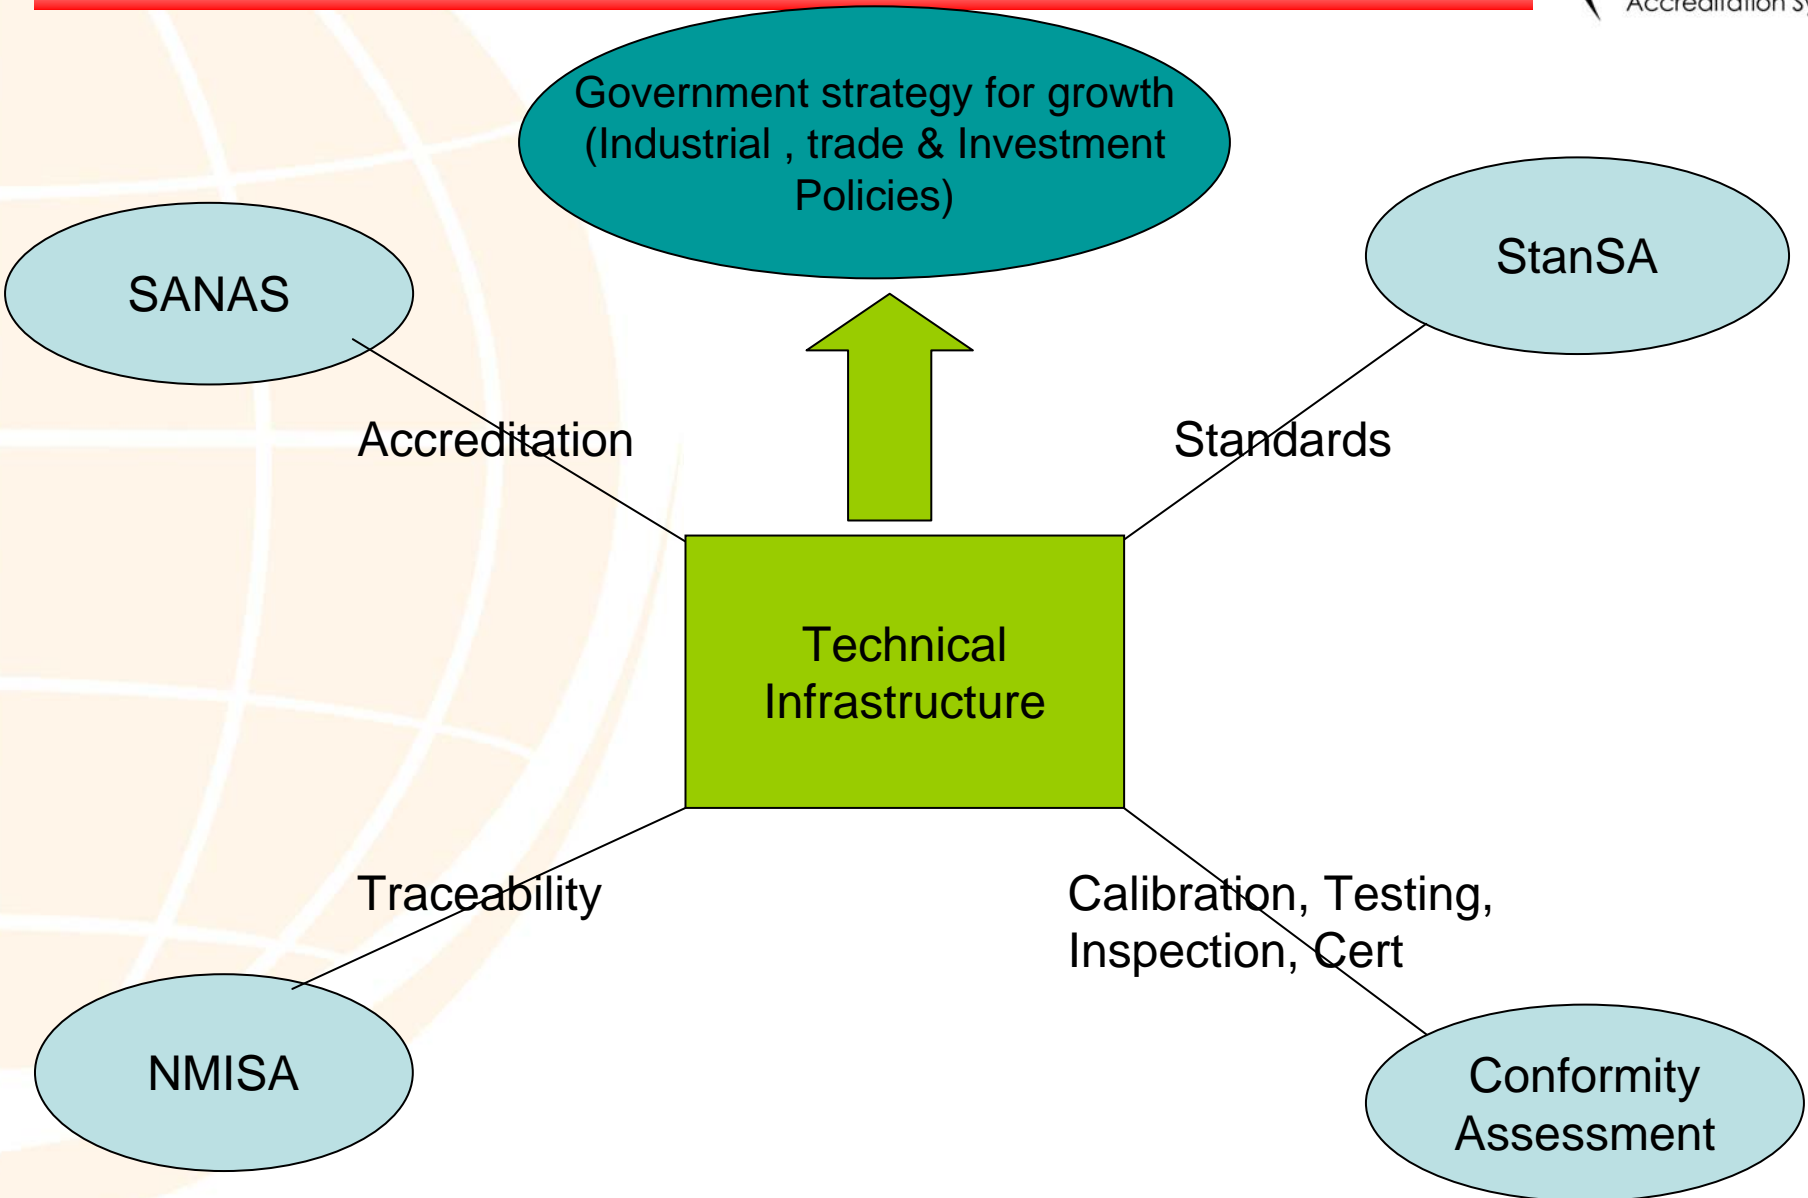 Accreditation
Government strategy for growth
(Industrial , trade & Investment
Policies)
SANAS
StanSA
Accreditation
Standards
Technical
Infrastructure
Traceability
Calibration, Testing,
Inspection, Cert
NMISA
Conformity
Assessment